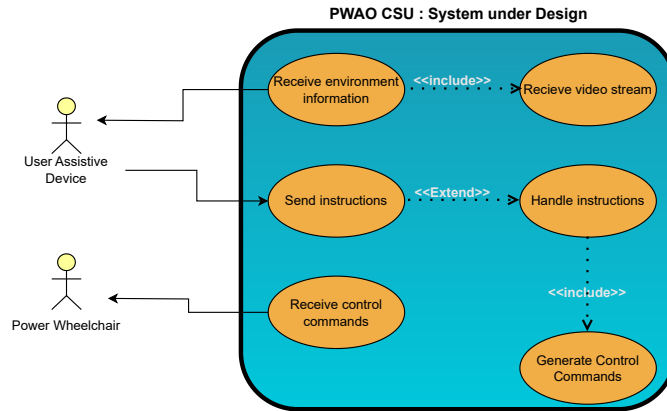 PWAO CSU : System under Design
Receive environment
information
<<include>>
Recieve video stream
User Assistive
Device
Send instructions
<<Extend>>
Handle instructions
Power Wheelchair
Receive control
commands
<<include>>
Generate Control
Commands